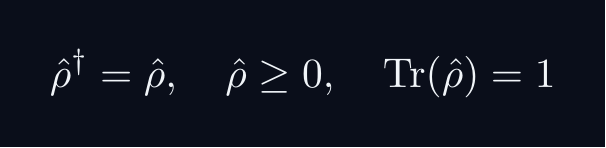 ρ̂† = ρ̂, ρ̂ ≥ 0, Tr(ρ̂) = 1